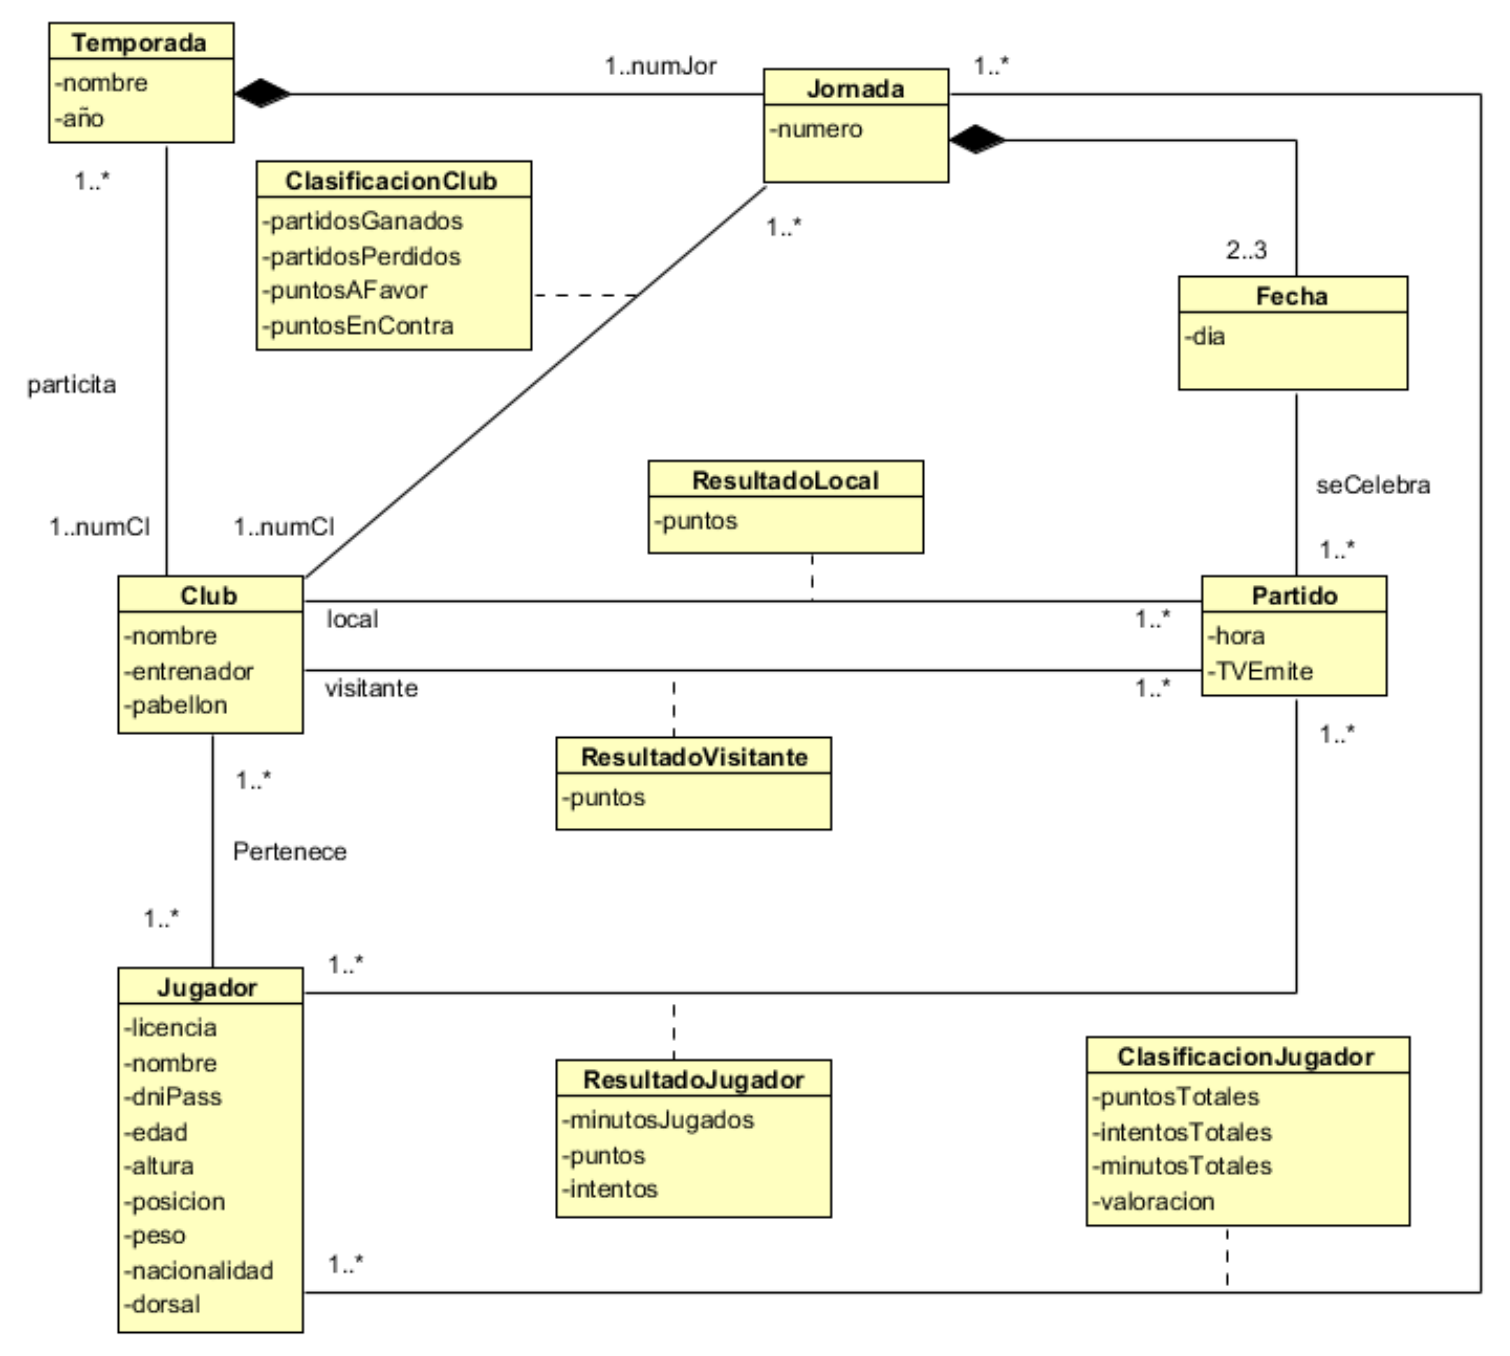 Temporada
-nombre
-año
1..numJor
Jornada
-numero
1..*
1..*
ClasificacionClub
-partidosGanados
-partidosPerdidos
-puntosAFavor
-puntosEnContra
1..*
2..3
Fecha
-dia
particita
1..numCl
1..numCl
ResultadoLocal
-puntos
seCelebra
1..*
Club
-nombre
-entrenador
-pabellon
local
1..*
visitante
1..*
Partido
-hora
-TVEmite
1..*
ResultadoVisitante
-puntos
1..*
Pertenece
1..*
1..*
Jugador
-licencia
-nombre
-dniPass
-edad
-altura
-posicion
-peso
-nacionalidad
-dorsal
ResultadoJugador
-minutosJugados
-puntos
-intentos
ClasificacionJugador
-puntosTotales
-intentosTotales
-minutosTotales
-valoracion
1..*